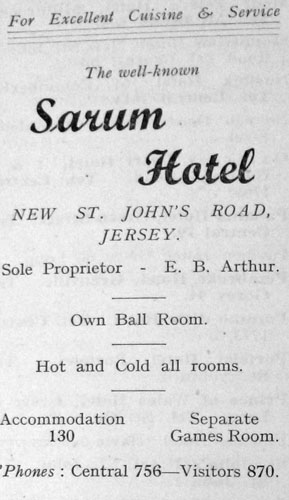 For Excellent Cuisine & Service
The well-known
Sarum
Hotel
NEW ST. JOHN'S ROAD,
JERSEY.
Sole Proprietor - E. B. Arthur.
Own Ball Room.
Hot and Cold all rooms.
Accommodation
130
Separate
Games Room.
'Phones : Central 756—Visitors 870.